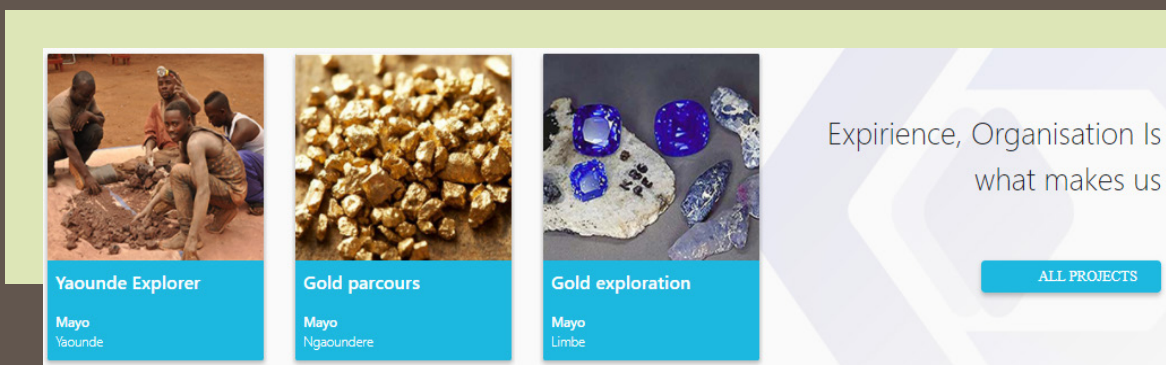 Yaounde Explorer
Mayo
Yaounde
Gold parcours
Mayo
Ngaoundere
Gold exploration
Mayo
Limbe
Expirience, Organisation Is
what makes us
ALL PROJECTS